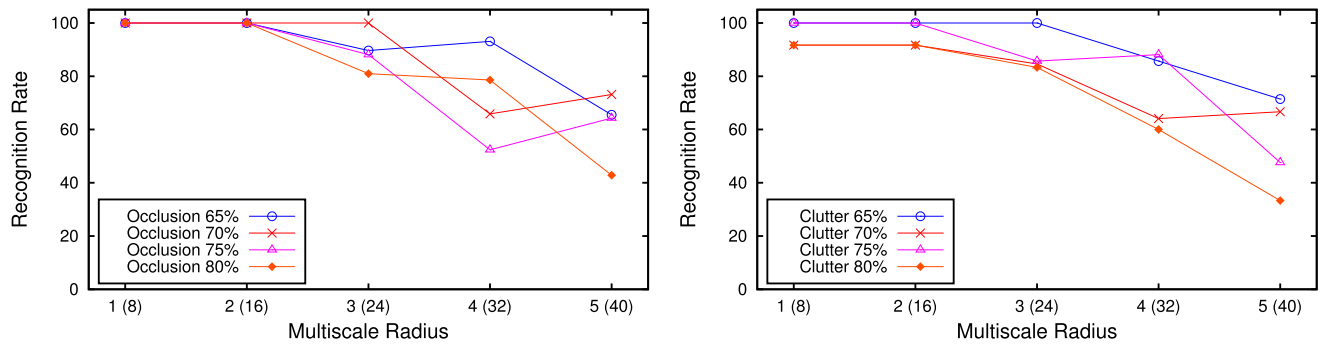 100
80
60
40
20
0
Recognition Rate
Occlusion 65%
Occlusion 70%
Occlusion 75%
Occlusion 80%
1 (8) 2 (16) 3 (24) 4 (32) 5 (40)
Multiscale Radius
100
80
60
40
20
0
Recognition Rate
Clutter 65%
Clutter 70%
Clutter 75%
Clutter 80%
1 (8) 2 (16) 3 (24) 4 (32) 5 (40)
Multiscale Radius